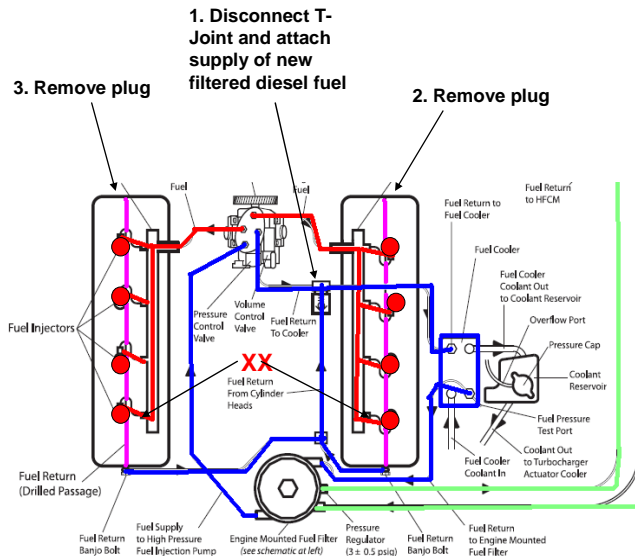 1. Disconnect T-
Joint and attach
supply of new
filtered diesel fuel
3. Remove plug
2. Remove plug
Fuel
Fuel
Fuel Return to
Fuel Cooler
Fuel Return
to HFCM
Fuel Cooler
Fuel Cooler
Coolant Out
to Coolant Reservoir
Overflow Port
Pressure Cap
Coolant
Reservoir
Fuel Injectors
Pressure
Control
Valve
Volume
Control
Valve
Fuel Return
To Cooler
XX
Fuel Return
From Cylinder
Heads
Fuel Pressure
Test Port
Fuel Cooler
Coolant In
Coolant Out
to Turbocharger
Actuator Cooler
Fuel Return
(Drilled Passage)
Fuel Return
Banjo Bolt
Fuel Supply
to High Pressure
Fuel Injection Pump
Engine Mounted Fuel Filter
(see schematic at left)
Pressure
Regulator
(3 ± 0.5 psig)
Fuel Return
Banjo Bolt
Fuel Return
to Engine Mounted
Fuel Filter